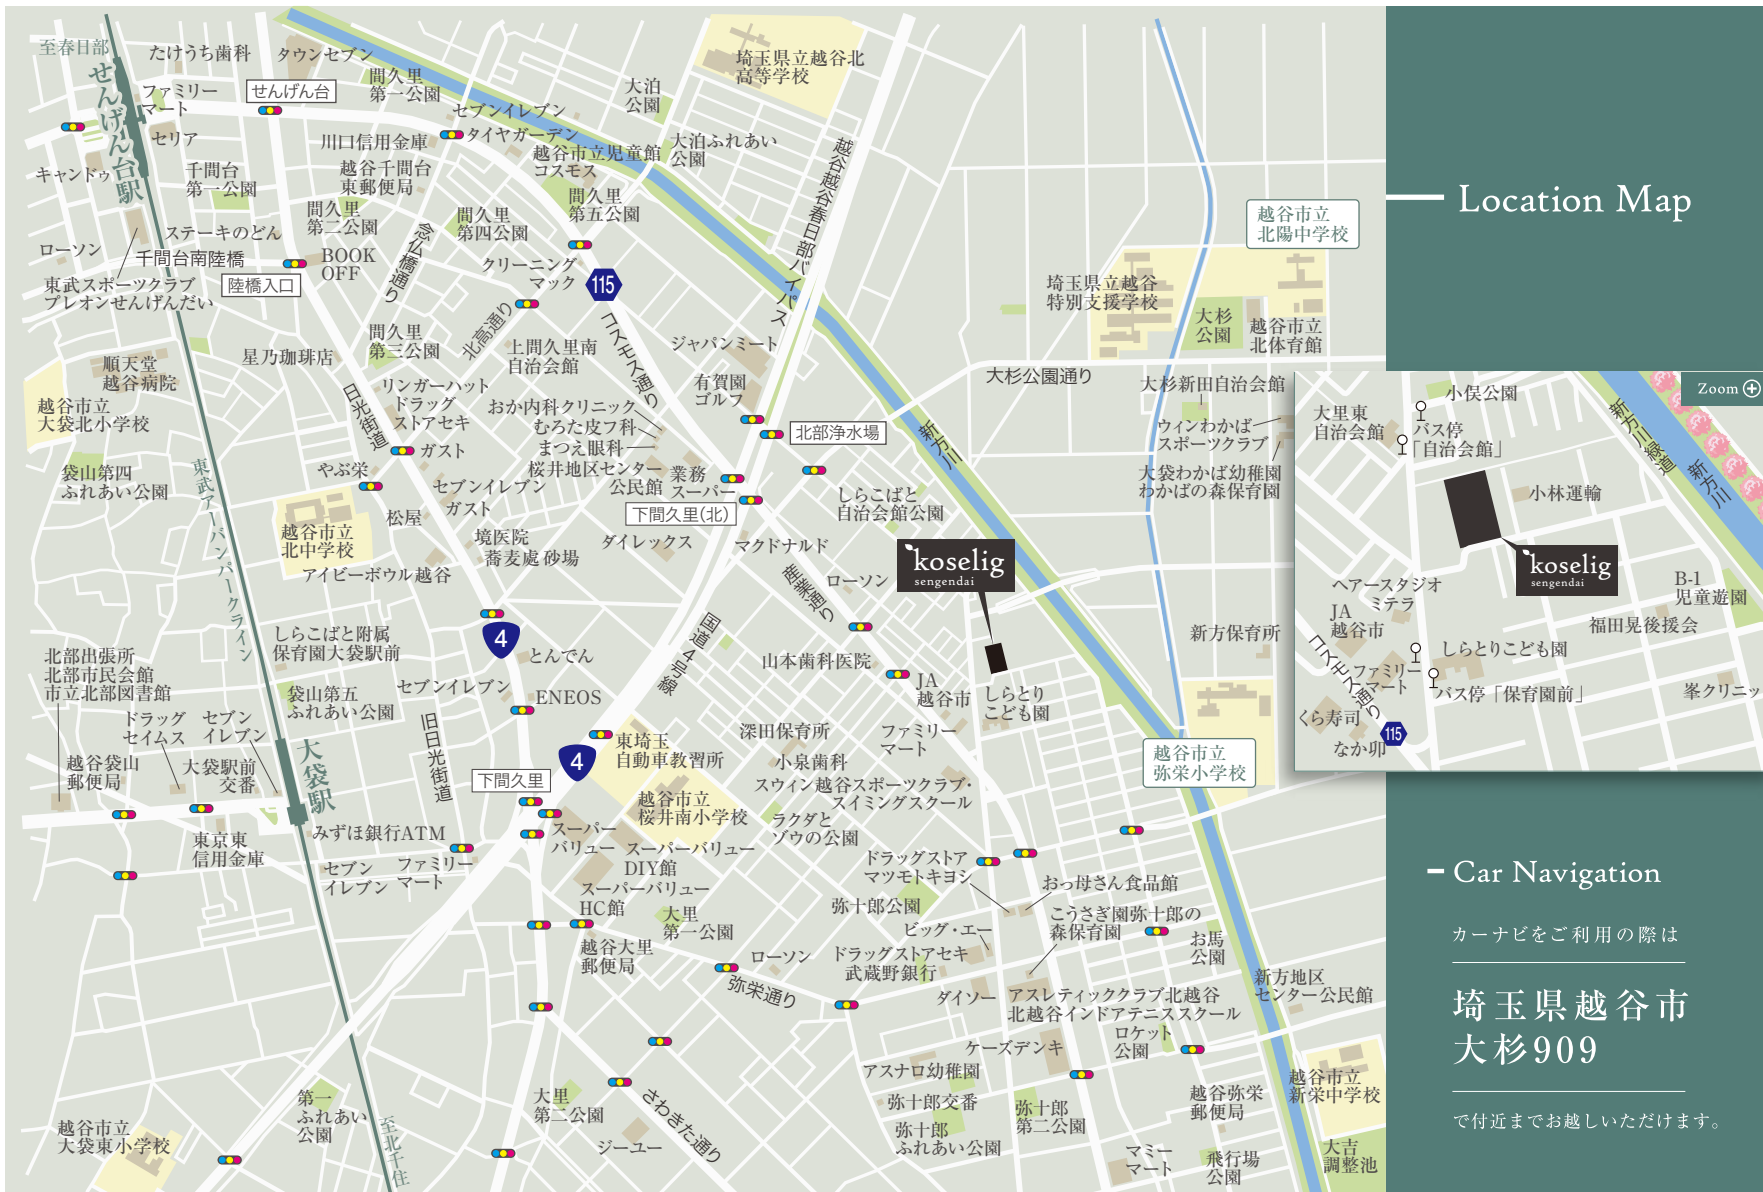 至春日部
せんげん台駅
たけうち歯科
タウンセブン
ファミリー
マート
せんげん台
間久里
第一公園
セリア
キャンドゥ
川口信用金庫
セブンイレブン
タイヤガーデン
大泊
公園
埼玉県立越谷北
高等学校
大泊ふれあい
公園
越谷市立児童館
コスモス
千間台
第一公園
越谷千間台
東郵便局
間久里
第二公園
間久里
第四公園
間久里
第五公園
念仏橋通り
越谷越谷春日部バイパス
ローソン
ステーキのどん
千間台南陸橋
東武スポーツクラブ
プレオンせんげんだい
陸橋入口
BOOK
OFF
クリーニング
マック
115
北高通り
コスモス通り
越谷市立
北陽中学校
埼玉県立越谷
特別支援学校
大杉
公園
越谷市立
北体育館
順天堂
越谷病院
星乃珈琲店
間久里
第三公園
上間久里南
自治会館
ジャパンミート
有賀園
ゴルフ
大杉公園通り
大杉新田自治会館
越谷市立
大袋北小学校
日光街道
リンガーハット
ドラッグ
ストアセキ
おか内科クリニック
むろた皮フ科
まつえ眼科
ガスト
北部浄水場
新方川
ウィンわかば
スポーツクラブ
大袋わかば幼稚園
わかばの森保育園
袋山第四
ふれあい公園
東武アーバンパークライン
やぶ栄
セブンイレブン
ガスト
松屋
桜井地区センター
公民館
業務
スーパー
下間久里(北)
しらこばと
自治会館公園
越谷市立
北中学校
境医院
蕎麦處 砂場
ダイレックス
マクドナルド
アイビーボウル越谷
産業通り
ローソン
koselig
sengendai
4
国道4号線
しらこばと附属
保育園大袋駅前
とんでん
山本歯科医院
新方保育所
北部出張所
北部市民会館
市立北部図書館
セブンイレブン
ENEOS
JA
越谷市
しらとり
こども園
袋山第五
ふれあい公園
ドラッグ
セイムス
セブン
イレブン
旧日光街道
深田保育所
ファミリー
マート
東埼玉
自動車教習所
4
小泉歯科
越谷市立
弥栄小学校
越谷袋山
郵便局
大袋駅前
交番
大袋駅
下間久里
スウィン越谷スポーツクラブ・
スイミングスクール
越谷市立
桜井南小学校
ラクダと
ゾウの公園
東京東
信用金庫
みずほ銀行ATM
セブン
イレブン
ファミリー
マート
スーパー
バリュー
スーパーバリュー
DIY館
スーパーバリュー
HC館
ドラッグストア
マツモトキヨシ
おっ母さん食品館
弥十郎公園
こうさぎ園弥十郎の
森保育園
大里
第一公園
越谷大里
郵便局
ローソン
弥栄通り
ビッグ・エー
ドラッグストアセキ
武蔵野銀行
お馬
公園
ダイソー
アスレティッククラブ北越谷
北越谷インドアテニススクール
新方地区
センター公民館
ロケット
公園
ケーズデンキ
アスナロ幼稚園
越谷市立
新栄中学校
第一
ふれあい
公園
至北千住
大里
第二公園
さわきた通り
ジーユー
弥十郎交番
弥十郎
ふれあい公園
弥十郎
第二公園
越谷弥栄
郵便局
越谷市立
大袋東小学校
マミー
マート
飛行場
公園
大吉
調整池
Location Map
Zoom
小俣公園
大里東
自治会館
バス停
「自治会館」
新方川緑道
新方川
小林運輸
koselig
sengendai
ヘアースタジオ
ミテラ
JA
越谷市
B-1
児童遊園
福田晃後援会
しらとりこども園
ファミリー
マート
コスモス通り
バス停「保育園前」
峯クリニッ
くら寿司
なか卯
115
Car Navigation
カーナビをご利用の際は
埼玉県越谷市
大杉909
で付近までお越しいただけます。